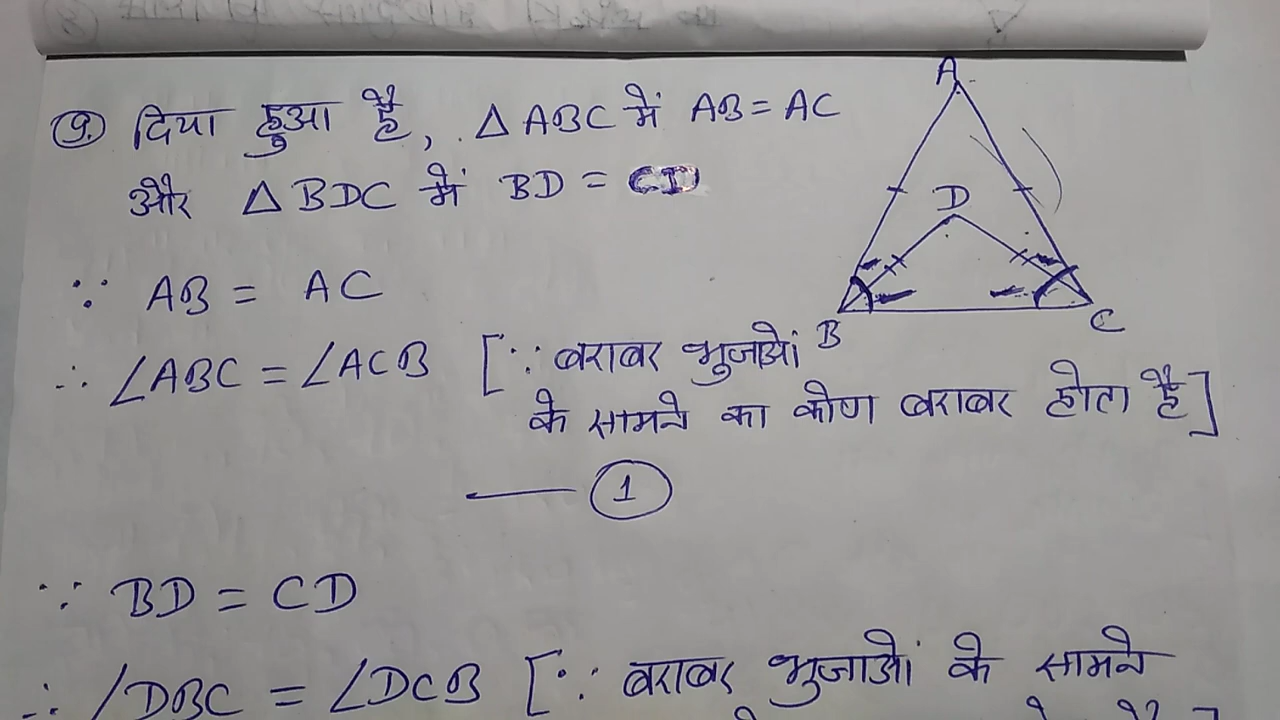 9. दिया हुआ है, △ABC में AB = AC
और △BDC में BD = CD
∵ AB = AC
∴ ∠ABC = ∠ACB [∵ बराबर भुजाओं
के सामने का कोण बराबर होता है]
—— 1
∵ BD = CD
∴ ∠DBC = ∠DCB [∵ बराबर भुजाओं के सामने
A
D
B
C